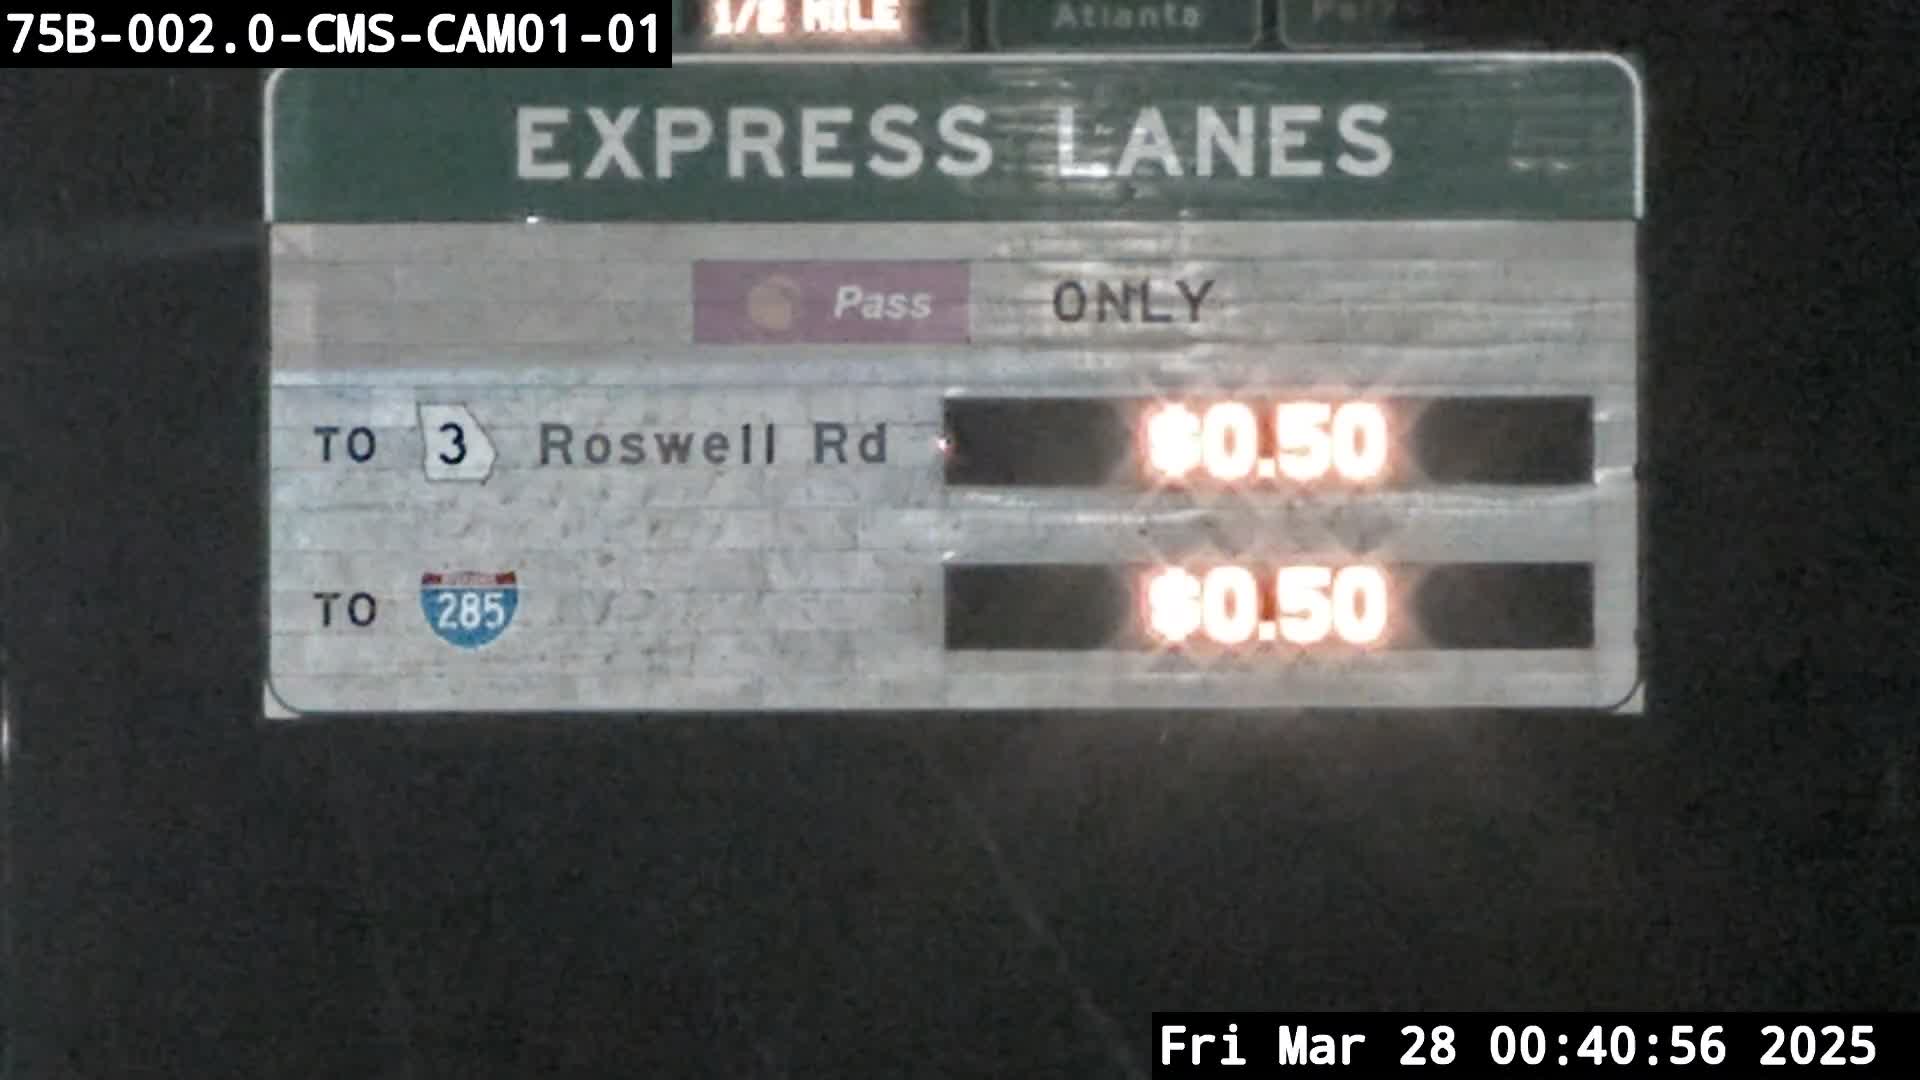 75B-002.0-CMS-CAM01-01
1/2 MILE
Atlanta
EXPRESS LANES
Pass ONLY
TO 3 Roswell Rd $0.50
TO 285 $0.50
Fri Mar 28 00:40:56 2025